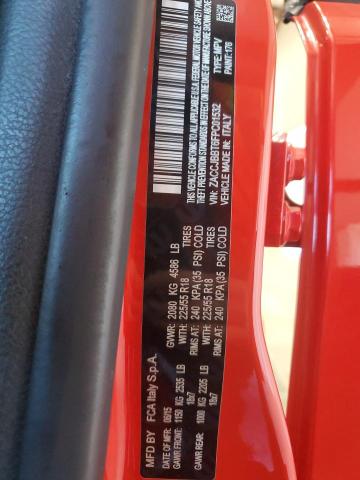 MFD BY FCA Italy S.p.A.
06/15 GVWR: 2080 KG 4586 LB
GAWR FRONT: 1150 KG 2535 LB WITH: 225/55 R18 TIRES
18x7 RIMS AT: 240 KPA(35 PSI) COLD
GAWR REAR: 1000 KG 2205 LB WITH: 225/55 R18 TIRES
18x7 RIMS AT: 240 KPA(35 PSI) COLD
THIS VEHICLE CONFORMS TO ALL APPLICABLE U.S.A. FEDERAL MOTOR VEHICLE SAFETY AND
THEFT PREVENTION STANDARDS IN EFFECT ON THE DATE OF MANUFACTURE SHOWN ABOVE
VIN: ZACCJBBT6FPC01532 TYPE: MPV
VEHICLE MADE IN: ITALY PAINT: 176